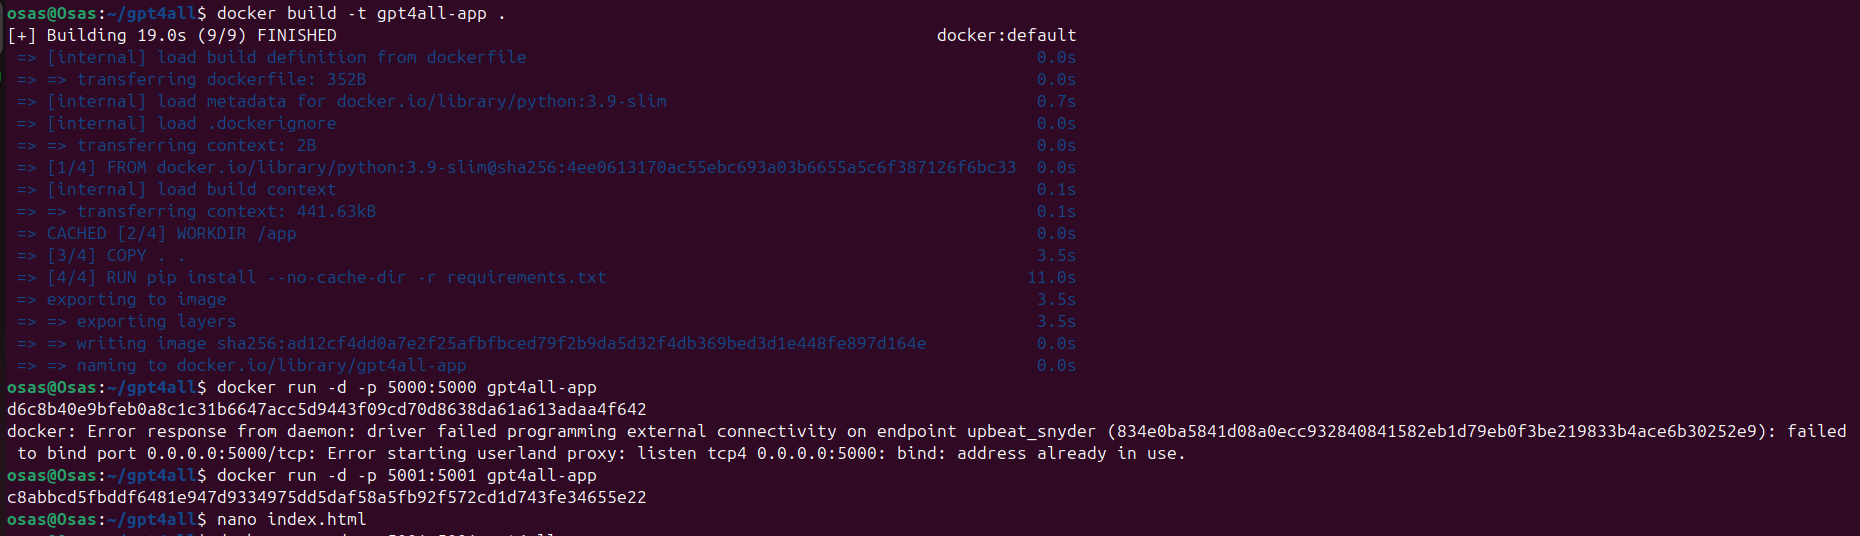 osas@Osas:~/gpt4all$ docker build -t gpt4all-app .
[+] Building 19.0s (9/9) FINISHED docker:default
=> [internal] load build definition from dockerfile 0.0s
=> => transferring dockerfile: 352B 0.0s
=> [internal] load metadata for docker.io/library/python:3.9-slim 0.7s
=> [internal] load .dockerignore 0.0s
=> => transferring context: 2B 0.0s
=> [1/4] FROM docker.io/library/python:3.9-slim@sha256:4ee0613170ac55ebc693a03b6655a5c6f387126f6bc33 0.0s
=> [internal] load build context 0.1s
=> => transferring context: 441.63kB 0.1s
=> CACHED [2/4] WORKDIR /app 0.0s
=> [3/4] COPY . . 3.5s
=> [4/4] RUN pip install --no-cache-dir -r requirements.txt 11.0s
=> exporting to image 3.5s
=> => exporting layers 3.5s
=> => writing image sha256:ad12cf4dd0a7e2f25afbfbced79f2b9da5d32f4db369bed3d1e448fe897d164e 0.0s
=> => naming to docker.io/library/gpt4all-app 0.0s
osas@Osas:~/gpt4all$ docker run -d -p 5000:5000 gpt4all-app
d6c8b40e9bfeb0a8c1c31b6647acc5d9443f09cd70d8638da61a613adaa4f642
docker: Error response from daemon: driver failed programming external connectivity on endpoint upbeat_snyder (834e0ba5841d08a0ecc932840841582eb1d79eb0f3be219833b4ace6b30252e9): failed
to bind port 0.0.0.0:5000/tcp: Error starting userland proxy: listen tcp4 0.0.0.0:5000: bind: address already in use.
osas@Osas:~/gpt4all$ docker run -d -p 5001:5001 gpt4all-app
c8abbcd5fbddf6481e947d9334975dd5daf58a5fb92f572cd1d743fe34655e22
osas@Osas:~/gpt4all$ nano index.html